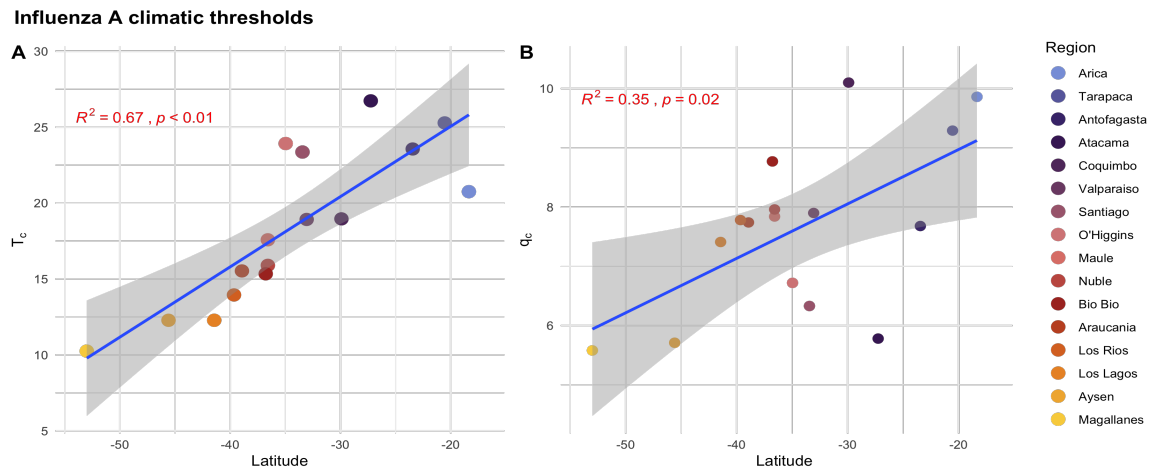 Influenza A climatic thresholds
A
R² = 0.67 , p < 0.01
30
25
20
15
10
5
Tc
-50
-40
-30
-20
Latitude
B
R² = 0.35 , p = 0.02
10
8
6
qc
-50
-40
-30
-20
Latitude
Region
Arica
Tarapaca
Antofagasta
Atacama
Coquimbo
Valparaiso
Santiago
O'Higgins
Maule
Nuble
Bio Bio
Araucania
Los Rios
Los Lagos
Aysen
Magallanes